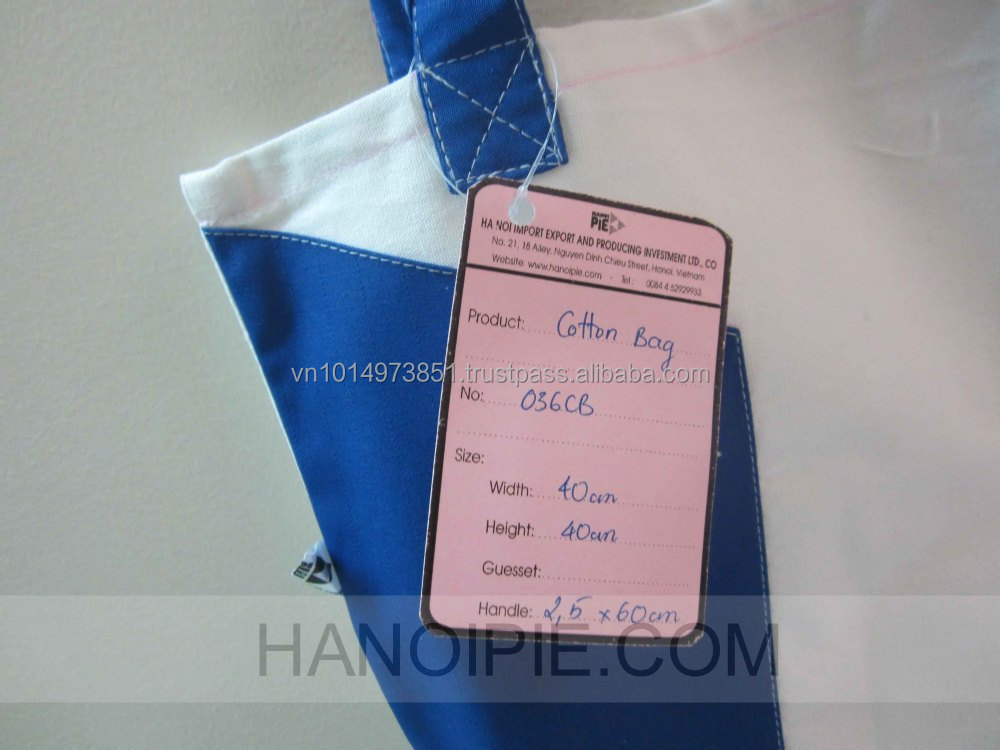 HANOI
PIE
HA NOI IMPORT EXPORT AND PRODUCING INVESTMENT LTD., CO
No. 21, 18 Alley, Nguyen Dinh Chieu Street, Hanoi, Vietnam
Website: www.hanoipie.com - Tel: 0084 4 62929933
Product: Cotton Bag
vn1014973851.trustpass.alibaba.com
No: 036CB
Size:
Width: 40cm
Height: 40cm
Guesset:
Handle: 2,5 x 60cm
HANOIPIE.COM